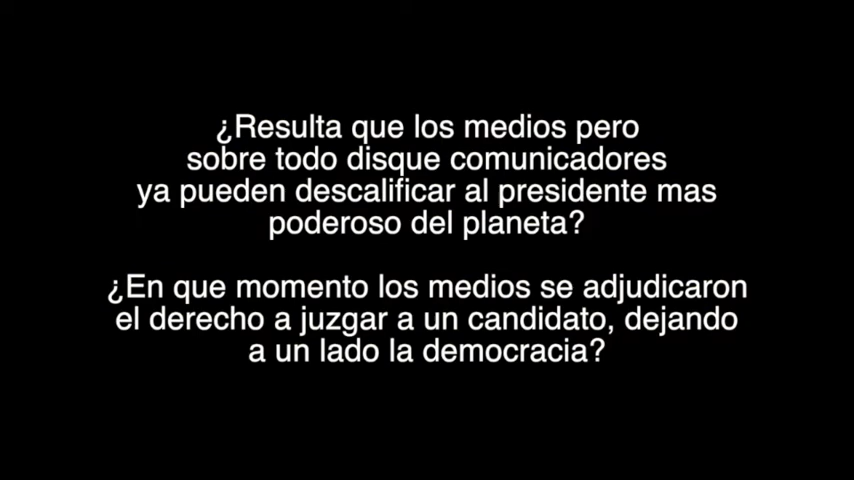 ¿Resulta que los medios pero
sobre todo disque comunicadores
ya pueden descalificar al presidente mas
poderoso del planeta?
¿En que momento los medios se adjudicaron
el derecho a juzgar a un candidato, dejando
a un lado la democracia?